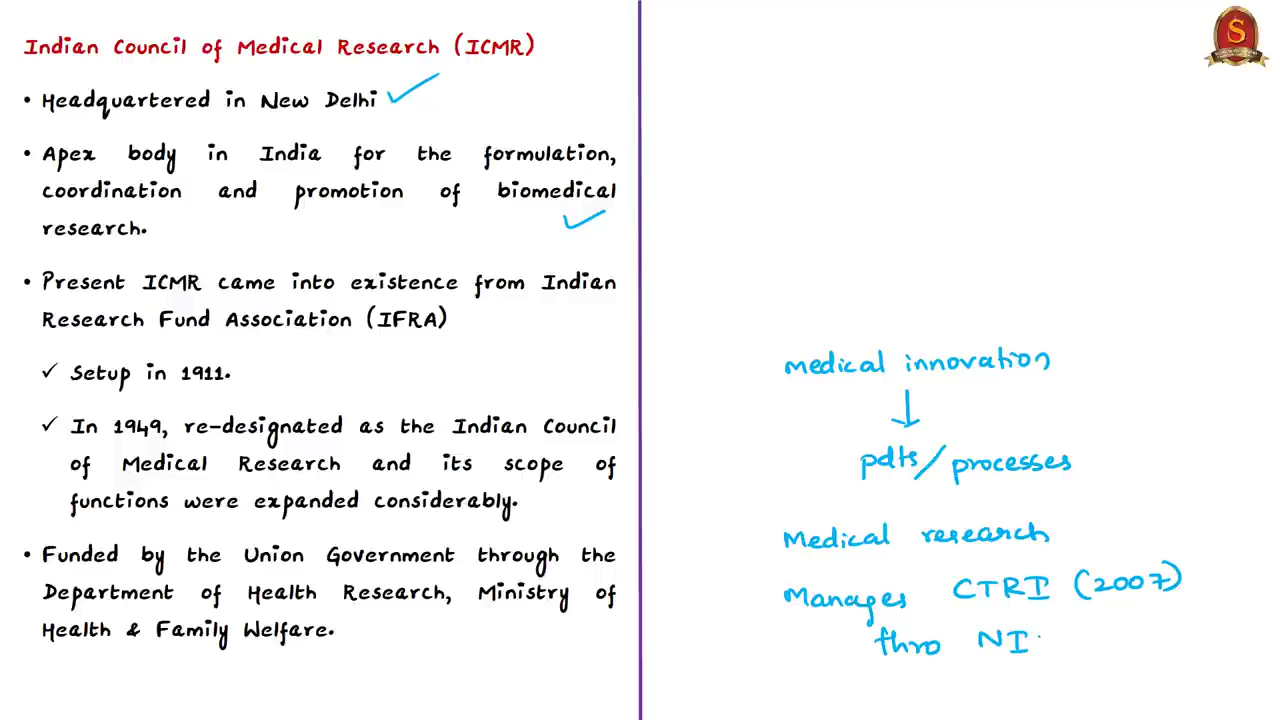 Indian Council of Medical Research (ICMR)
• Headquartered in New Delhi
• Apex body in India for the formulation,
coordination and promotion of biomedical
research.
• Present ICMR came into existence from Indian
Research Fund Association (IFRA)
✓ Setup in 1911.
✓ In 1949, re-designated as the Indian Council
of Medical Research and its scope of
functions were expanded considerably.
• Funded by the Union Government through the
Department of Health Research, Ministry of
Health & Family Welfare.
medical innovation
pdts/processes
Medical research
Manages CTRI (2007)
thro NI
S